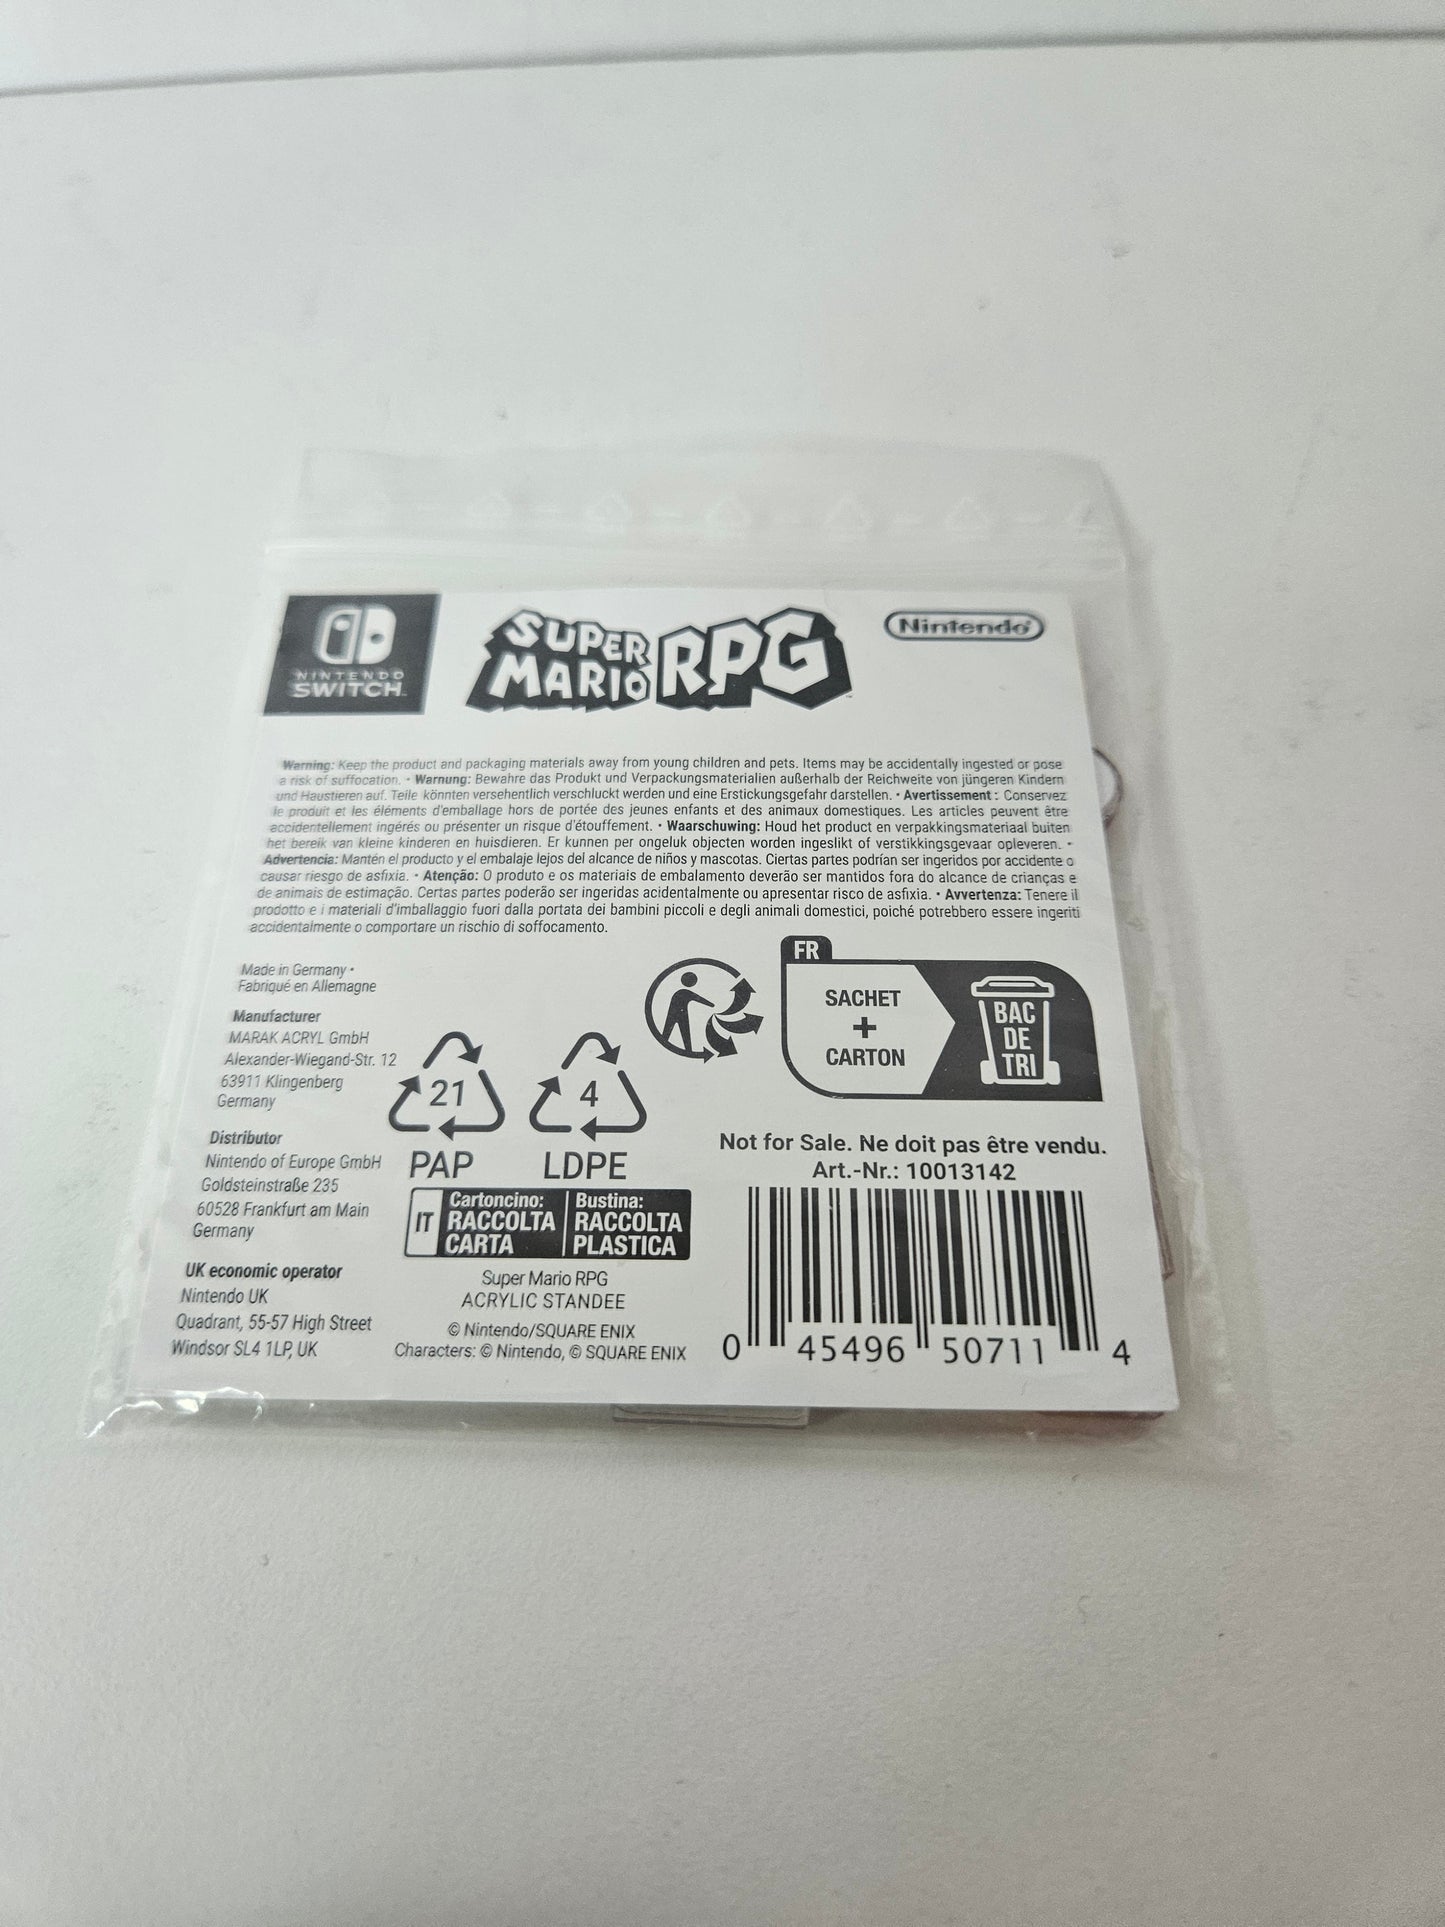 NINTENDO
SWITCH™
SUPER
MARIO RPG™
Nintendo®
Warning: Keep the product and packaging materials away from young children and pets. Items may be accidentally ingested or pose
a risk of suffocation. • Warnung: Bewahre das Produkt und Verpackungsmaterialien außerhalb der Reichweite von jüngeren Kindern
und Haustieren auf. Teile könnten versehentlich verschluckt werden und eine Erstickungsgefahr darstellen. • Avertissement : Conservez
le produit et les éléments d'emballage hors de portée des jeunes enfants et des animaux domestiques. Les articles peuvent être
accidentellement ingérés ou présenter un risque d'étouffement. • Waarschuwing: Houd het product en verpakkingsmateriaal buiten
het bereik van kleine kinderen en huisdieren. Er kunnen per ongeluk objecten worden ingeslikt of verstikkingsgevaar opleveren. •
Advertencia: Mantén el producto y el embalaje lejos del alcance de niños y mascotas. Ciertas partes podrían ser ingeridos por accidente o
causar riesgo de asfixia. • Atenção: O produto e os materiais de embalamento deverão ser mantidos fora do alcance de crianças e
de animais de estimação. Certas partes poderão ser ingeridas acidentalmente ou apresentar risco de asfixia. • Avvertenza: Tenere il
prodotto e i materiali d'imballaggio fuori dalla portata dei bambini piccoli e degli animali domestici, poiché potrebbero essere ingeriti
accidentalmente o comportare un rischio di soffocamento.
Made in Germany •
Fabriqué en Allemagne
Manufacturer
MARAK ACRYL GmbH
Alexander-Wiegand-Str. 12
63911 Klingenberg
Germany
Distributor
Nintendo of Europe GmbH
Goldsteinstraße 235
60528 Frankfurt am Main
Germany
UK economic operator
Nintendo UK
Quadrant, 55-57 High Street
Windsor SL4 1LP, UK
21
PAP
4
LDPE
IT
Cartoncino:
RACCOLTA
CARTA
Bustina:
RACCOLTA
PLASTICA
Super Mario RPG
ACRYLIC STANDEE
© Nintendo/SQUARE ENIX
Characters: © Nintendo, © SQUARE ENIX
FR
SACHET
+
CARTON
BAC
DE
TRI
Not for Sale. Ne doit pas être vendu.
Art.-Nr.: 10013142
0 45496 50711 4